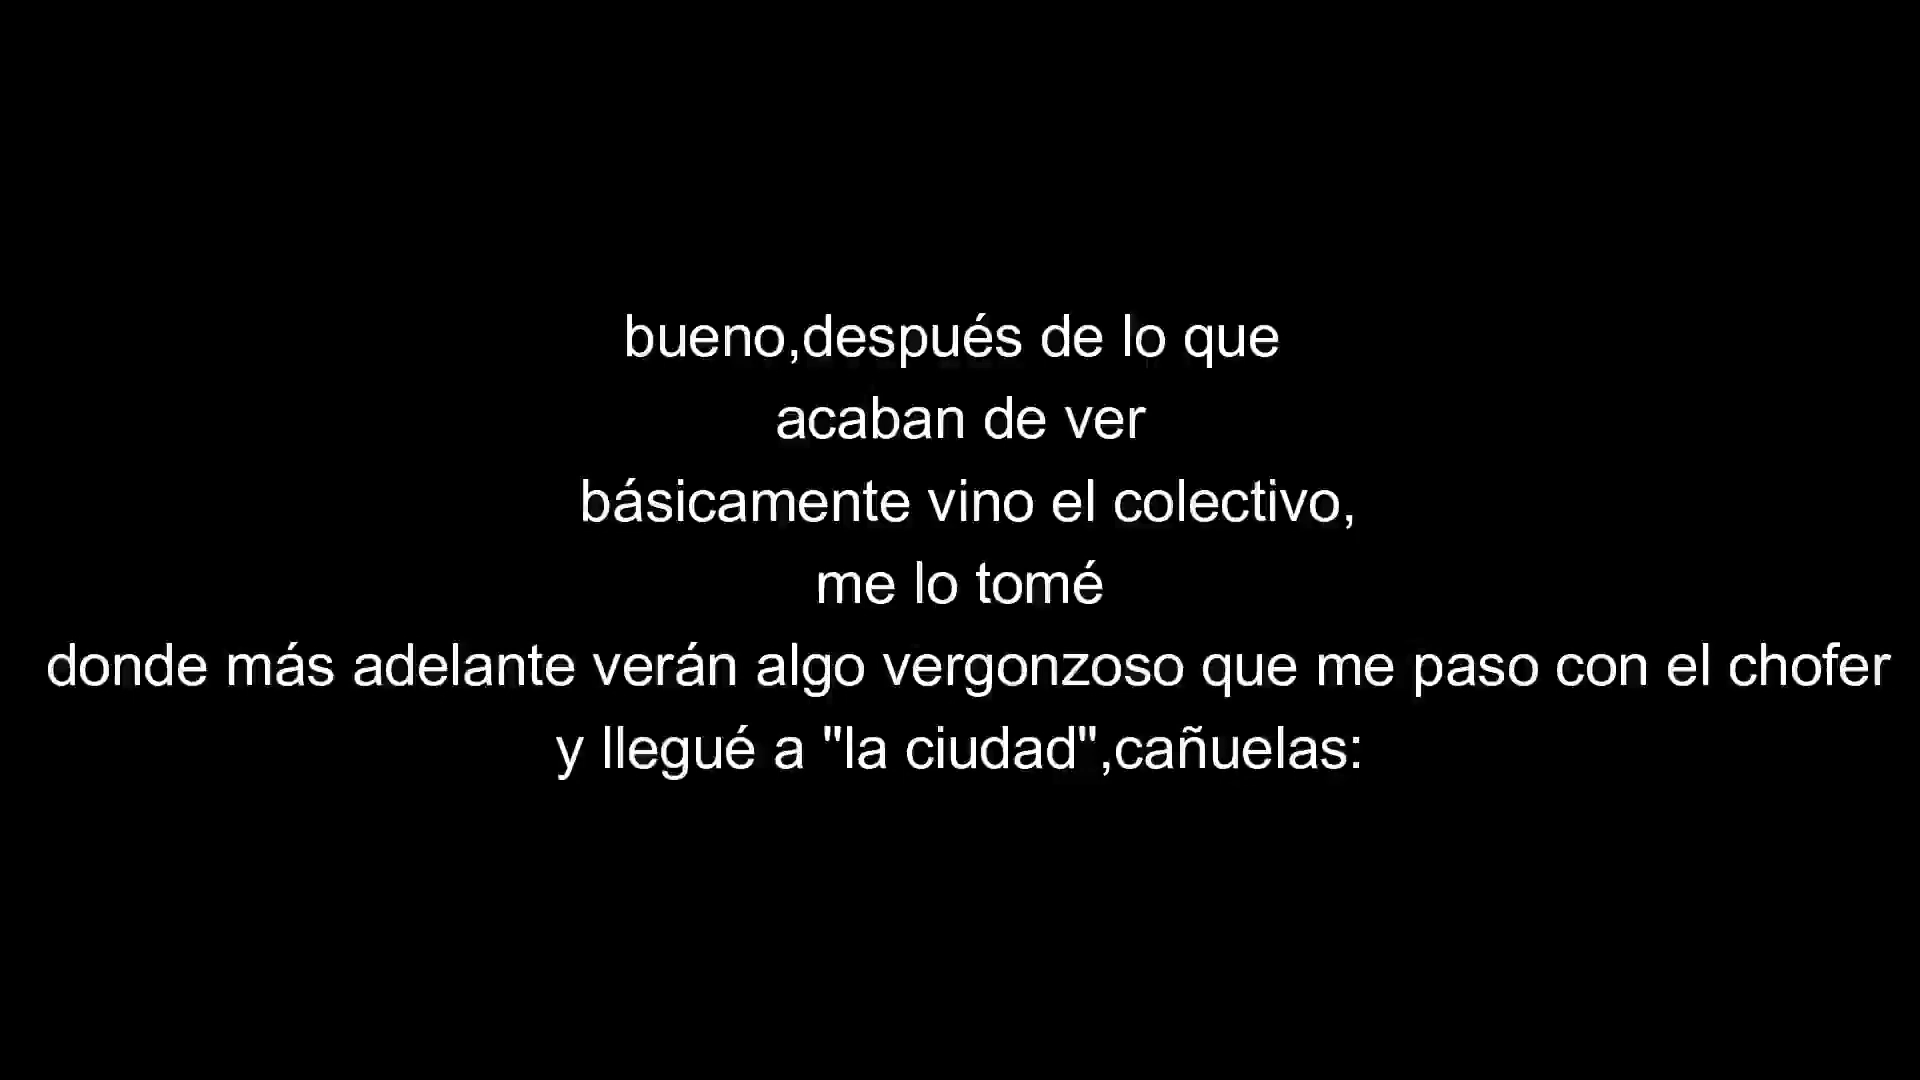 bueno,después de lo que
acaban de ver
básicamente vino el colectivo,
me lo tomé
donde más adelante verán algo vergonzoso que me paso con el chofer
y llegué a "la ciudad",cañuelas: